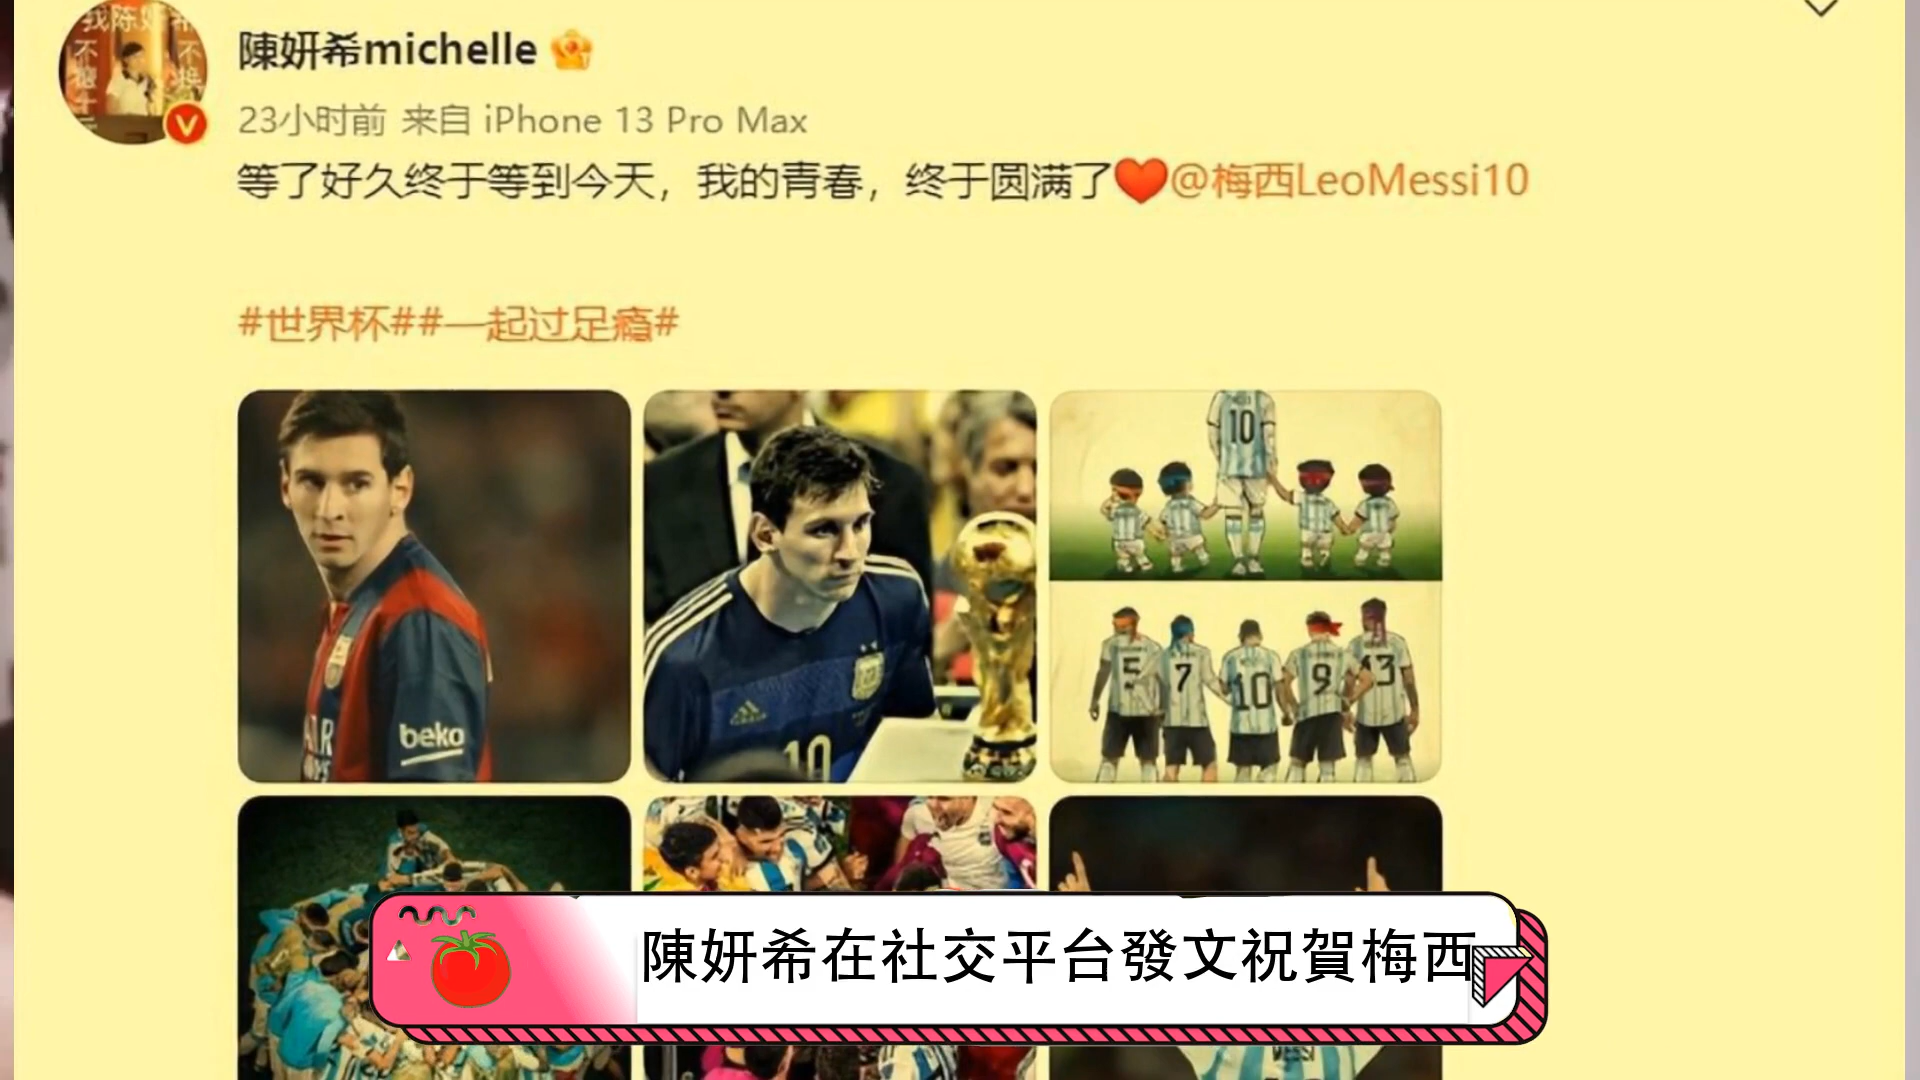 陳妍希michelle
23小时前 来自 iPhone 13 Pro Max
等了好久终于等到今天，我的青春，终于圆满了❤️@梅西LeoMessi10
#世界杯##一起过足瘾#
10
beko
10
5 7 10 9 13
MESSI
陳妍希在社交平台發文祝賀梅西